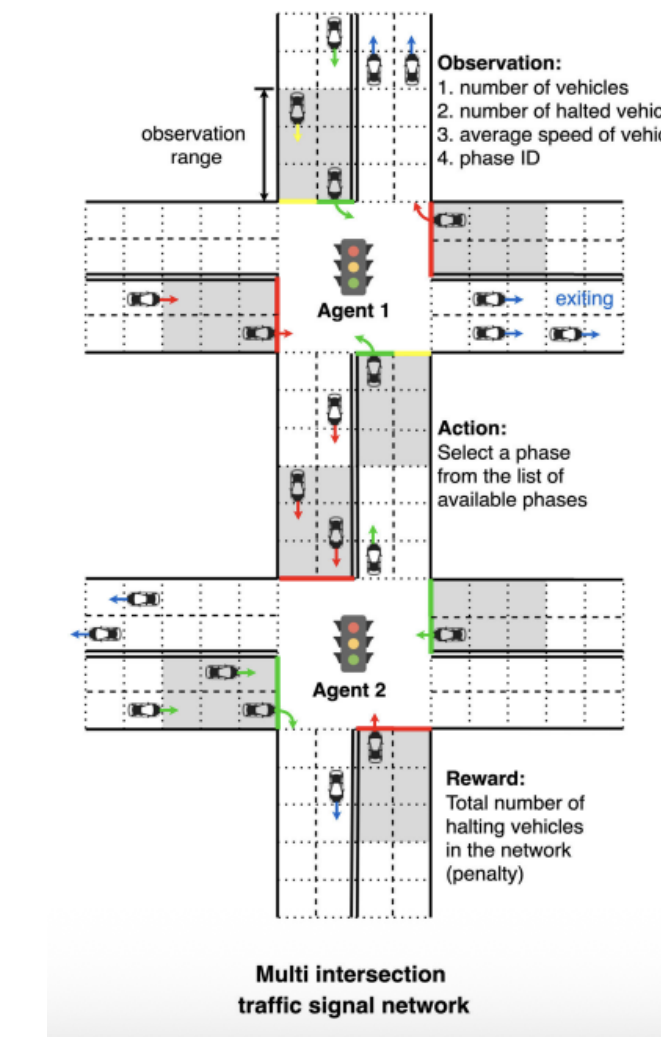 Observation:
1. number of vehicles
2. number of halted vehic
3. average speed of vehic
4. phase ID
observation
range
Agent 1
exiting
Action:
Select a phase
from the list of
available phases
Agent 2
Reward:
Total number of
halting vehicles
in the network
(penalty)
Multi intersection
traffic signal network